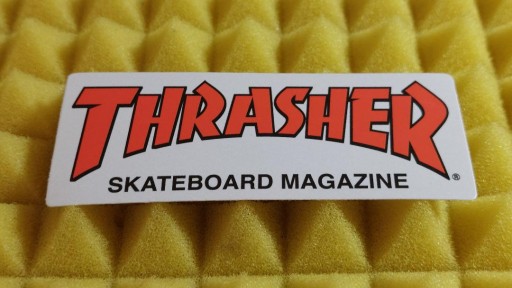 THRASHER
SKATEBOARD MAGAZINE ®